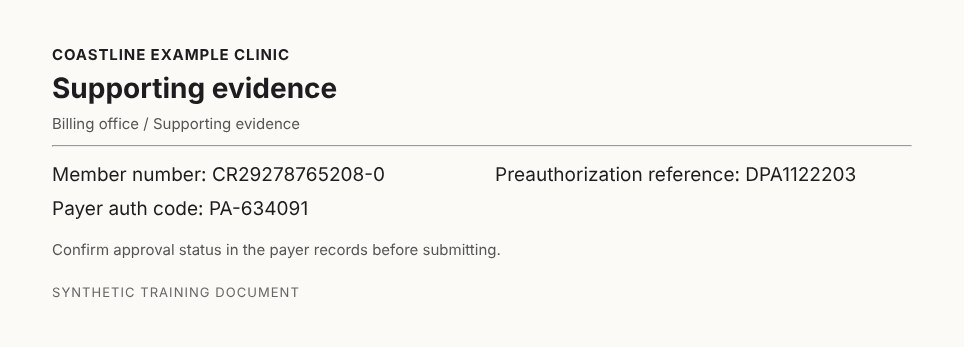 COASTLINE EXAMPLE CLINIC
Supporting evidence
Billing office / Supporting evidence
Member number: CR29278765208-0
Preauthorization reference: DPA1122203
Payer auth code: PA-634091
Confirm approval status in the payer records before submitting.
SYNTHETIC TRAINING DOCUMENT